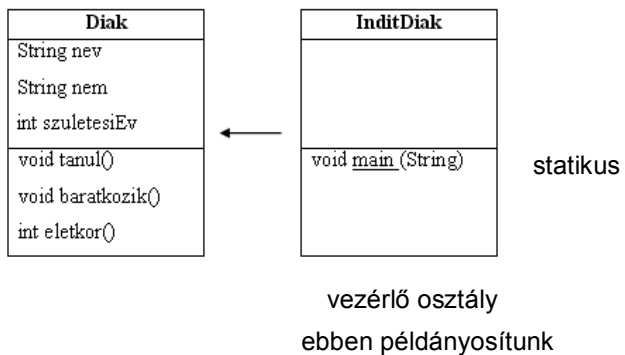 Diak
String nev
String nem
int szuletesiEv
void tanul()
void baratkozik()
int eletkor()
InditDiak
void main (String)
statikus
vezérlő osztály
ebben példányosítunk